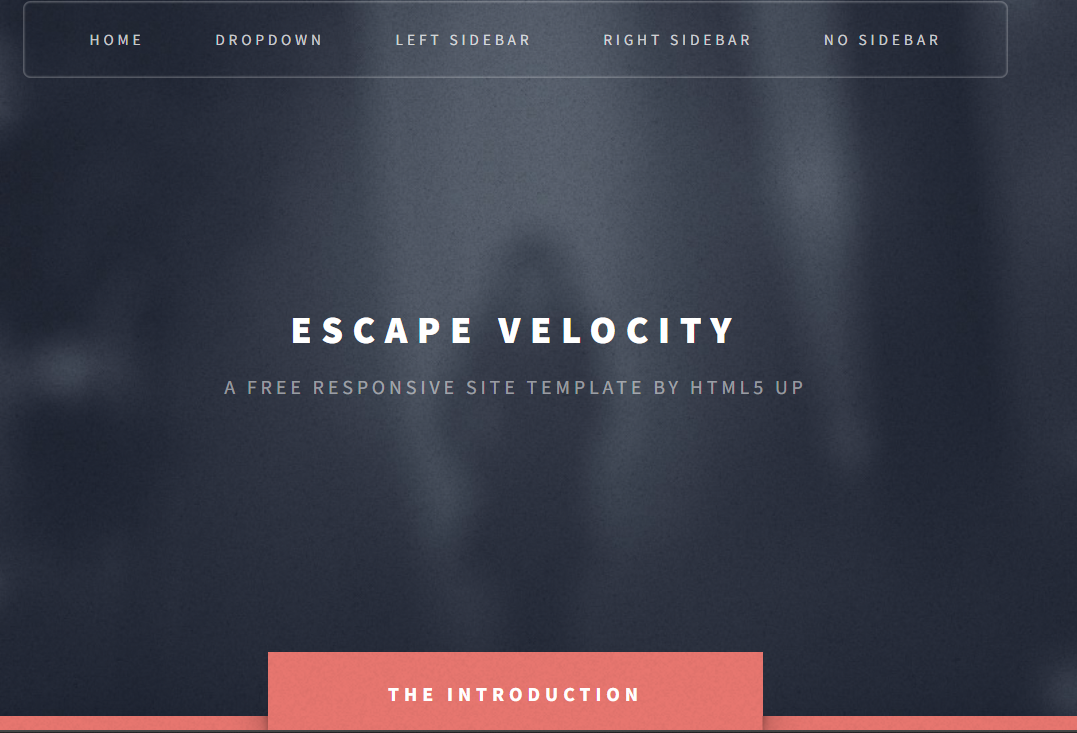 HOME DROPDOWN LEFT SIDEBAR RIGHT SIDEBAR NO SIDEBAR
ESCAPE VELOCITY
A FREE RESPONSIVE SITE TEMPLATE BY HTML5 UP
THE INTRODUCTION